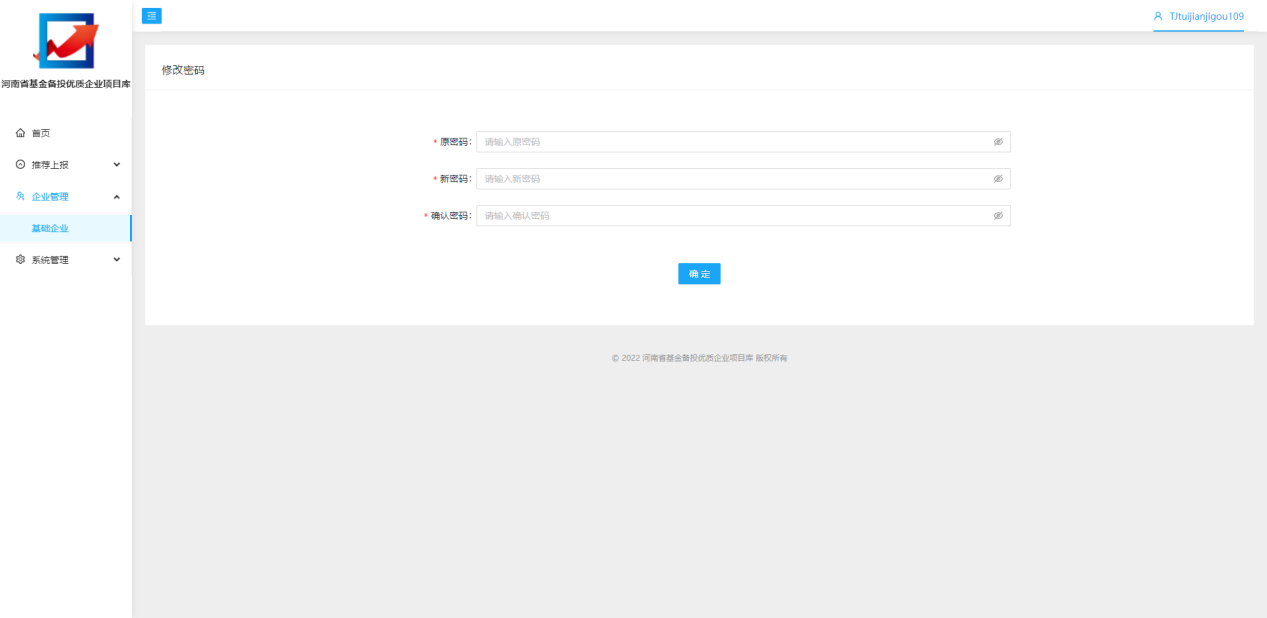 河南省基金备投优质企业项目库
首页
推荐上报
企业管理
基础企业
系统管理
TJtuijianjigou109
修改密码
* 原密码: 请输入原密码
* 新密码: 请输入新密码
* 确认密码: 请输入确认密码
确 定
© 2022 河南省基金备投优质企业项目库 版权所有